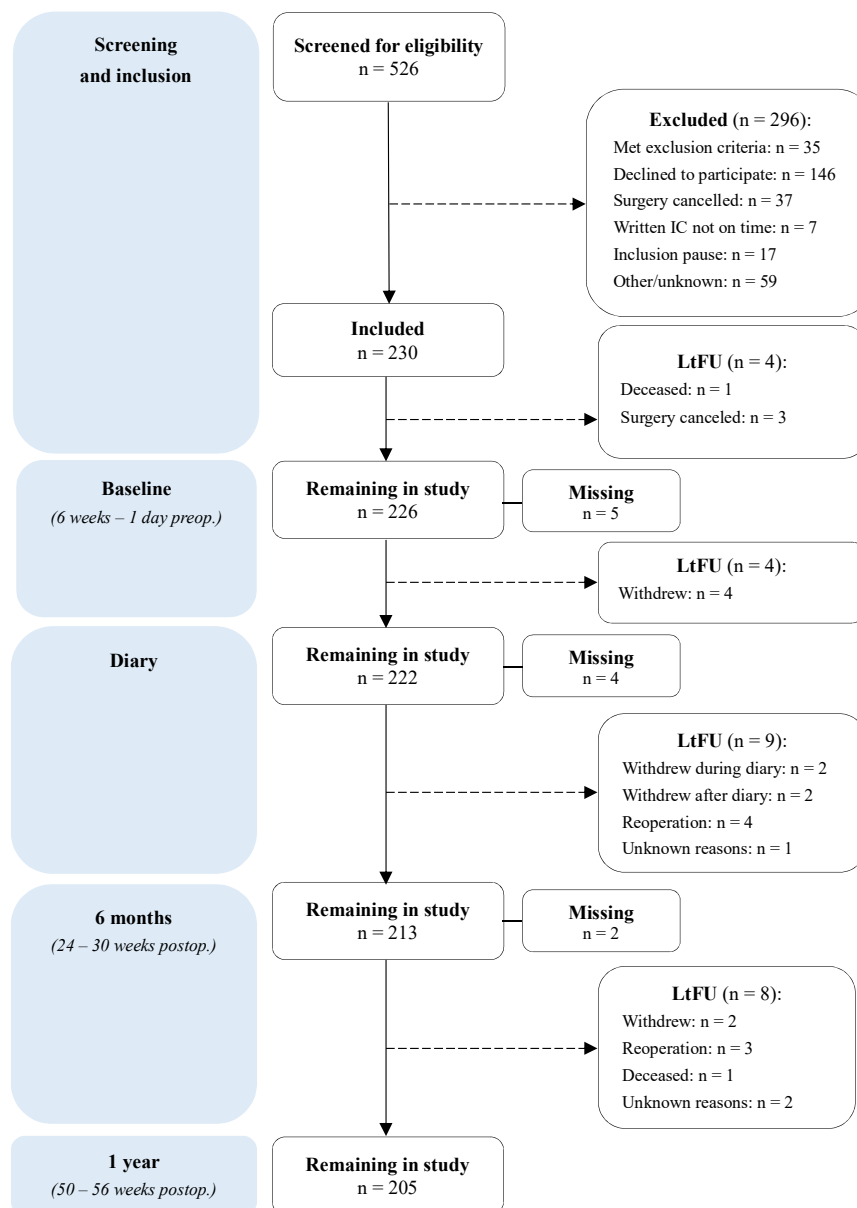 Screening
and inclusion
Screened for eligibility
n = 526
Excluded (n = 296):
Met exclusion criteria: n = 35
Declined to participate: n = 146
Surgery cancelled: n = 37
Written IC not on time: n = 7
Inclusion pause: n = 17
Other/unknown: n = 59
Included
n = 230
LtFU (n = 4):
Deceased: n = 1
Surgery canceled: n = 3
Baseline
(6 weeks – 1 day preop.)
Remaining in study
n = 226
Missing
n = 5
LtFU (n = 4):
Withdrew: n = 4
Diary
Remaining in study
n = 222
Missing
n = 4
LtFU (n = 9):
Withdrew during diary: n = 2
Withdrew after diary: n = 2
Reoperation: n = 4
Unknown reasons: n = 1
6 months
(24 – 30 weeks postop.)
Remaining in study
n = 213
Missing
n = 2
LtFU (n = 8):
Withdrew: n = 2
Reoperation: n = 3
Deceased: n = 1
Unknown reasons: n = 2
1 year
(50 – 56 weeks postop.)
Remaining in study
n = 205